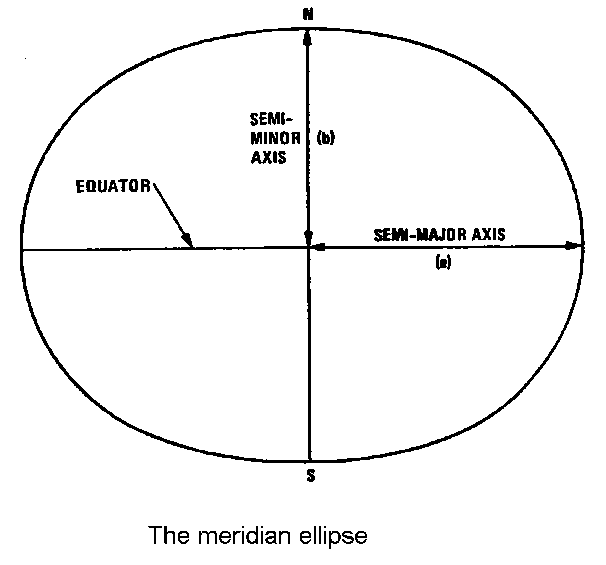 N
SEMI-
MINOR (b)
AXIS
EQUATOR
SEMI-MAJOR AXIS
(a)
S
The meridian ellipse